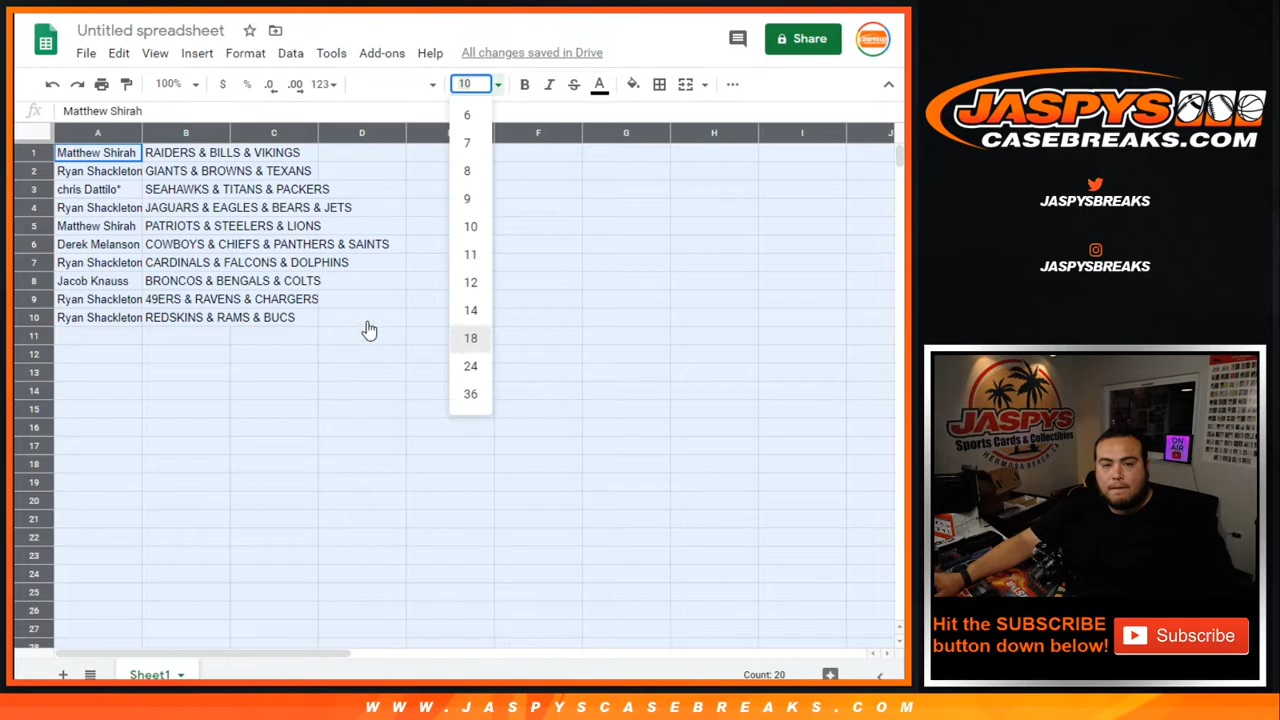 Untitled spreadsheet
File Edit View Insert Format Data Tools Add-ons Help All changes saved in Drive
Share
100% $ % .0 .00 123 10 B I S A
fx Matthew Shirah
A B C D F G H I J
1 Matthew Shirah RAIDERS & BILLS & VIKINGS
2 Ryan Shackleton GIANTS & BROWNS & TEXANS
3 chris Dattilo* SEAHAWKS & TITANS & PACKERS
4 Ryan Shackleton JAGUARS & EAGLES & BEARS & JETS
5 Matthew Shirah PATRIOTS & STEELERS & LIONS
6 Derek Melanson COWBOYS & CHIEFS & PANTHERS & SAINTS
7 Ryan Shackleton CARDINALS & FALCONS & DOLPHINS
8 Jacob Knauss BRONCOS & BENGALS & COLTS
9 Ryan Shackleton 49ERS & RAVENS & CHARGERS
10 Ryan Shackleton REDSKINS & RAMS & BUCS
11
12
13
14
15
16
17
18
19
20
21
22
23
24
25
26
27
28
6
7
8
9
10
11
12
14
18
24
36
Sheet1
Count: 20
JASPYS
CASEBREAKS.COM
JASPYSBREAKS
JASPYSBREAKS
JASPYS
Sports Cards & Collectibles
HERMOSA BEACH, CA
ON
AIR
Hit the SUBSCRIBE
button down below!
Subscribe
WWW.JASPYSCASEBREAKS.COM